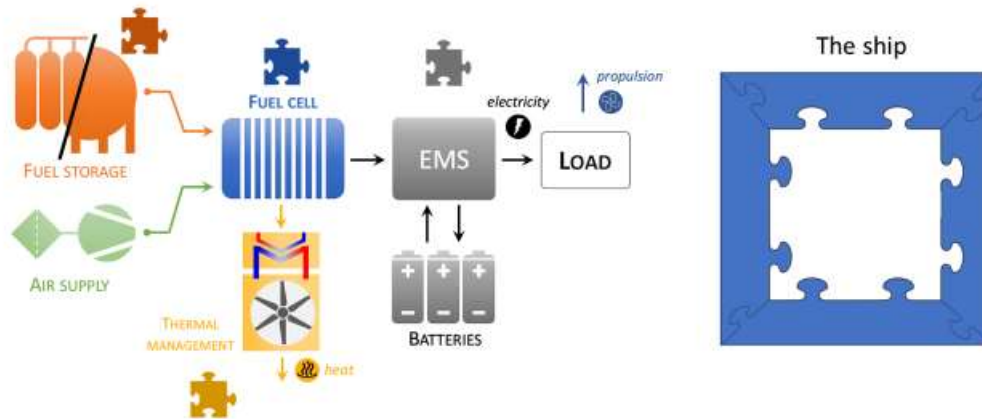 The ship
propulsion
FUEL CELL
electricity
EMS
LOAD
FUEL STORAGE
AIR SUPPLY
THERMAL
MANAGEMENT
BATTERIES
heat